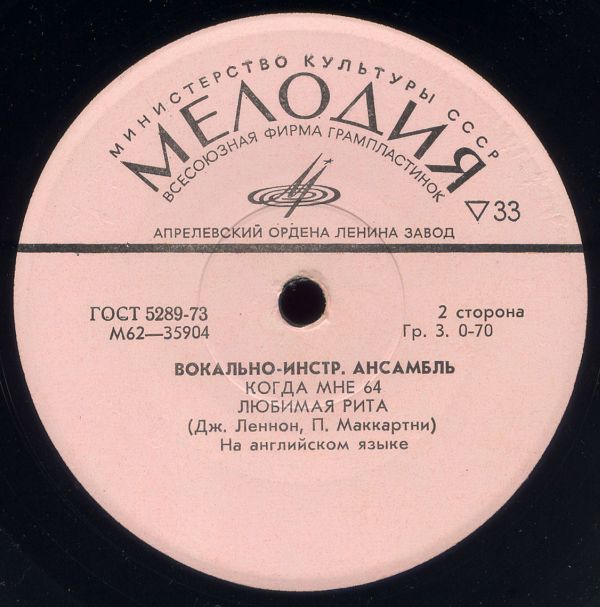 МИНИСТЕРСТВО КУЛЬТУРЫ СССР
МЕЛОДИЯ
ВСЕСОЮЗНАЯ ФИРМА ГРАМПЛАСТИНОК
▽33
АПРЕЛЕВСКИЙ ОРДЕНА ЛЕНИНА ЗАВОД
ГОСТ 5289-73
2 сторона
М62—35904
Гр. 3. 0-70
ВОКАЛЬНО-ИНСТР. АНСАМБЛЬ
КОГДА МНЕ 64
ЛЮБИМАЯ РИТА
(Дж. Леннон, П. Маккартни)
На английском языке